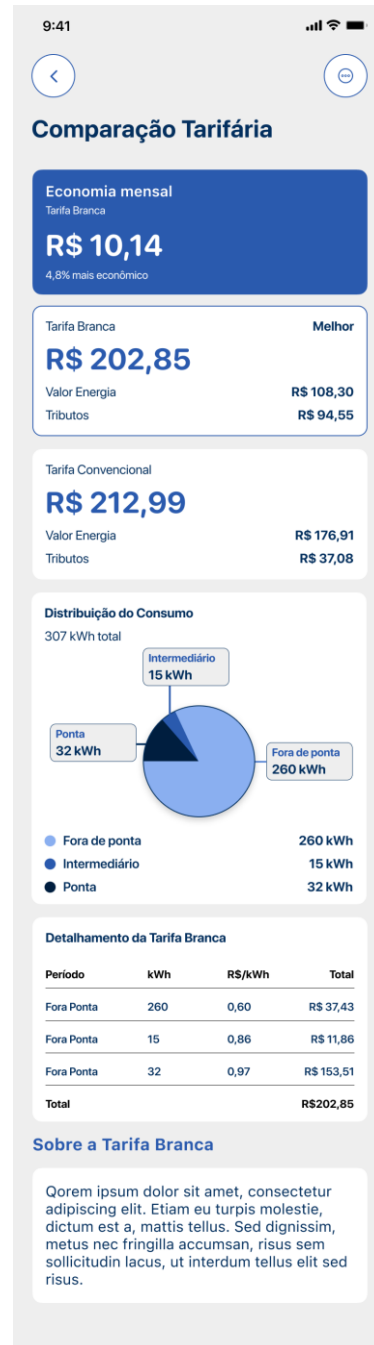 9:41
Comparação Tarifária
Economia mensal
Tarifa Branca
R$ 10,14
4,8% mais econômico
Tarifa Branca Melhor
R$ 202,85
Valor Energia R$ 108,30
Tributos R$ 94,55
Tarifa Convencional
R$ 212,99
Valor Energia R$ 176,91
Tributos R$ 37,08
Distribuição do Consumo
307 kWh total
Intermediário
15 kWh
Ponta
32 kWh
Fora de ponta
260 kWh
Fora de ponta 260 kWh
Intermediário 15 kWh
Ponta 32 kWh
Detalhamento da Tarifa Branca
Período kWh R$/kWh Total
Fora Ponta 260 0,60 R$ 37,43
Fora Ponta 15 0,86 R$ 11,86
Fora Ponta 32 0,97 R$ 153,51
Total R$202,85
Sobre a Tarifa Branca
Qorem ipsum dolor sit amet, consectetur
adipiscing elit. Etiam eu turpis molestie,
dictum est a, mattis tellus. Sed dignissim,
metus nec fringilla accumsan, risus sem
sollicitudin lacus, ut interdum tellus elit sed
risus.